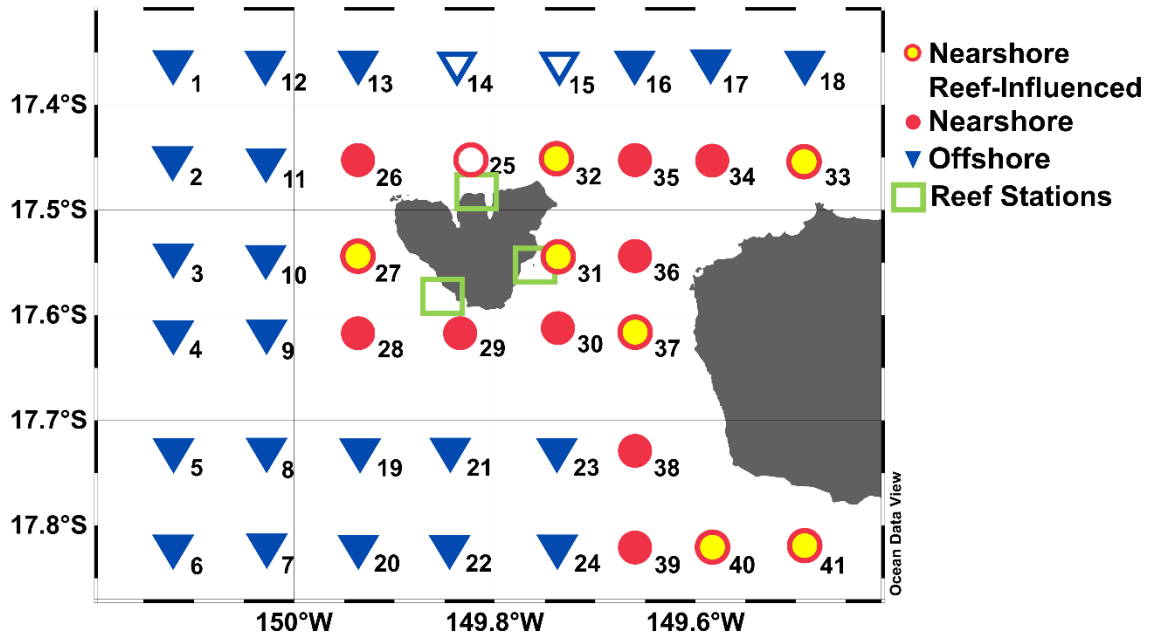 1 12 13 14 15 16 17 18
17.4°S
2 11 26 25 32 35 34 33
17.5°S
3 10 27 31 36
17.6°S
4 9 28 29 30 37
17.7°S
5 8 19 21 23 38
17.8°S
6 7 20 22 24 39 40 41
150°W 149.8°W 149.6°W
Ocean Data View
Nearshore
Reef-Influenced
Nearshore
Offshore
Reef Stations